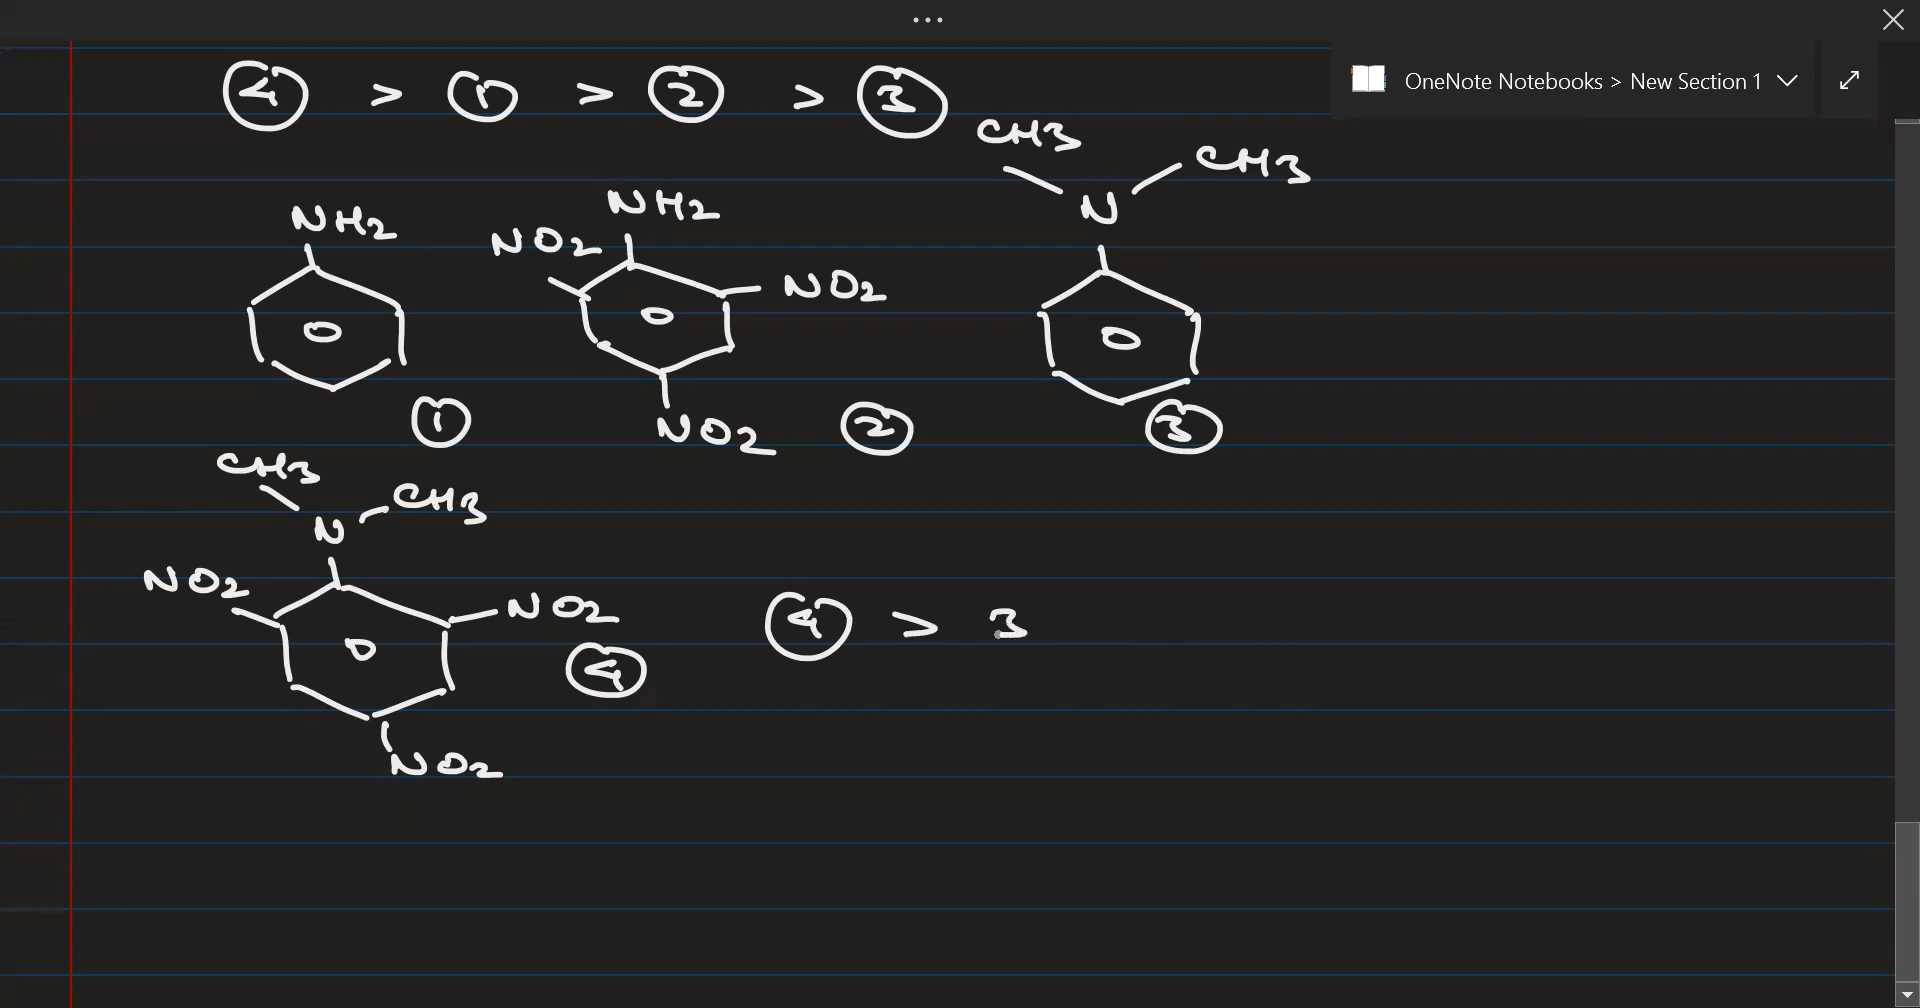 ...
OneNote Notebooks > New Section 1
4 > 1 > 2 > 3
CH3
CH3
N
NH2
NH2
NO2
NO2
NO2
1
2
3
CH3
CH3
N
NO2
NO2
4
NO2
4 > 3